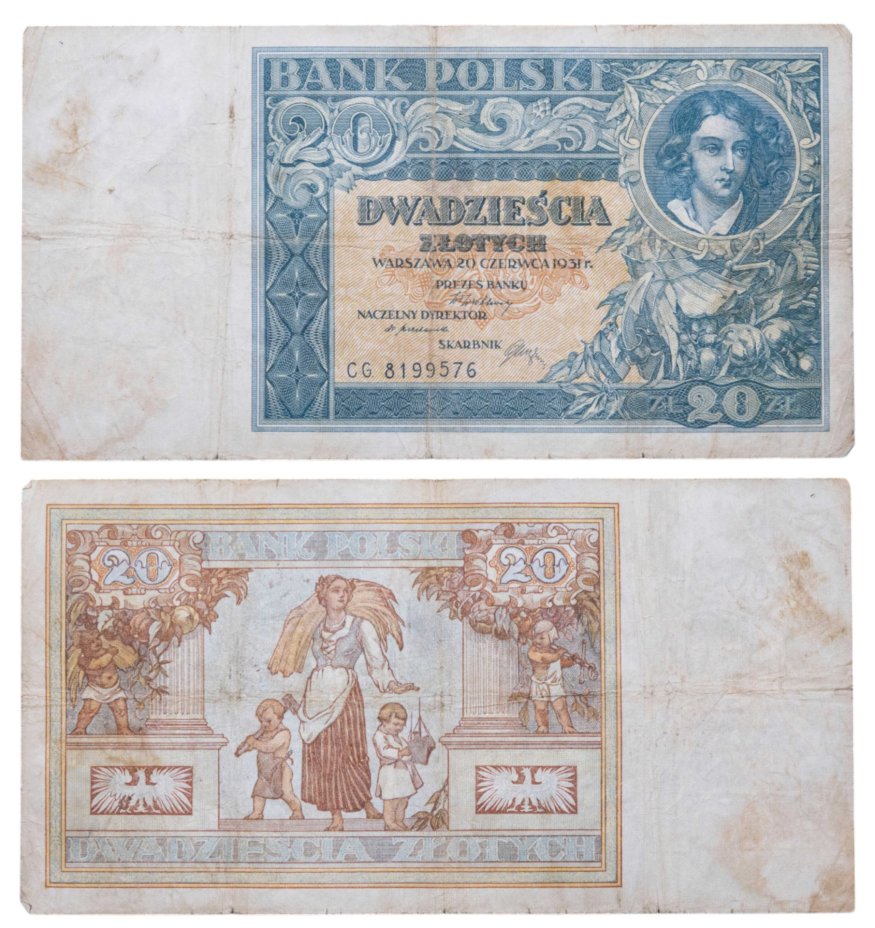 BANK POLSKI
20
DWADZIEŚCIA
ZŁOTYCH
WARSZAWA 20 CZERWCA 1931 r.
PREZES BANKU
NACZELNY DYREKTOR
SKARBNIK
CG 8199576
ZŁ 20 ZŁ
20 BANK POLSKI 20
DWADZIEŚCIA ZŁOTYCH